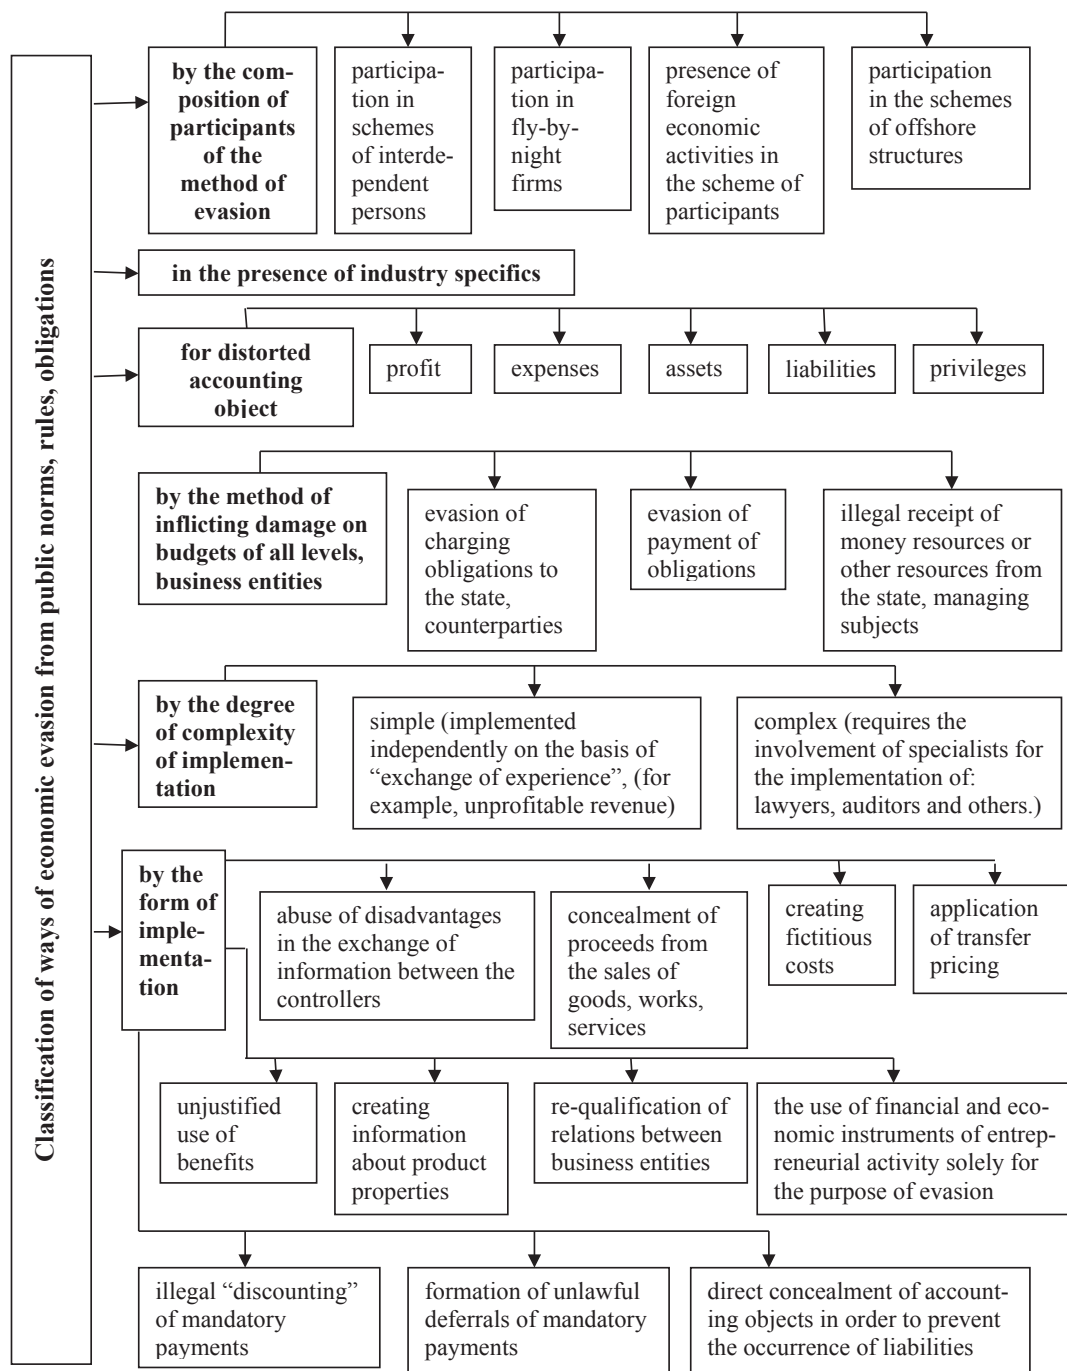 Classification of ways of economic evasion from public norms, rules, obligations
by the com-
position of
participants
of the
method of
evasion
participa-
tion in
schemes
of interde-
pendent
persons
participa-
tion in
fly-by-
night
firms
presence of
foreign
economic
activities in
the scheme of
participants
participation
in the schemes
of offshore
structures
in the presence of industry specifics
for distorted
accounting
object
profit
expenses
assets
liabilities
privileges
by the method of
inflicting damage on
budgets of all levels,
business entities
evasion of
charging
obligations to
the state,
counterparties
evasion of
payment of
obligations
illegal receipt of
money resources or
other resources from
the state, managing
subjects
by the degree
of complexity
of implemen-
tation
simple (implemented
independently on the basis of
“exchange of experience”, (for
example, unprofitable revenue)
complex (requires the
involvement of specialists for
the implementation of:
lawyers, auditors and others.)
by the
form of
imple-
menta-
tion
abuse of disadvantages
in the exchange of
information between the
controllers
concealment of
proceeds from
the sales of
goods, works,
services
creating
fictitious
costs
application
of transfer
pricing
unjustified
use of
benefits
creating
information
about product
properties
re-qualification of
relations between
business entities
the use of financial and eco-
nomic instruments of entrep-
reneurial activity solely for
the purpose of evasion
illegal “discounting”
of mandatory
payments
formation of unlawful
deferrals of mandatory
payments
direct concealment of account-
ing objects in order to prevent
the occurrence of liabilities